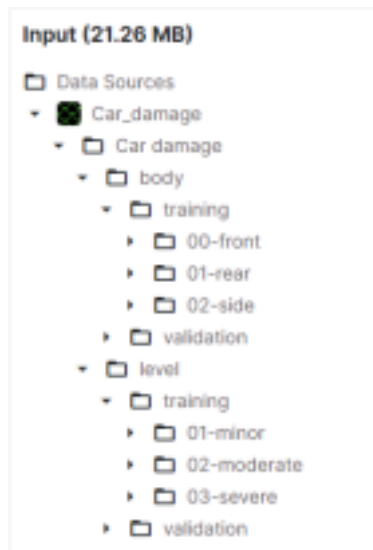 Input (21.26 MB)
Data Sources
Car_damage
Car damage
body
training
00-front
01-rear
02-side
validation
level
training
01-minor
02-moderate
03-severe
validation